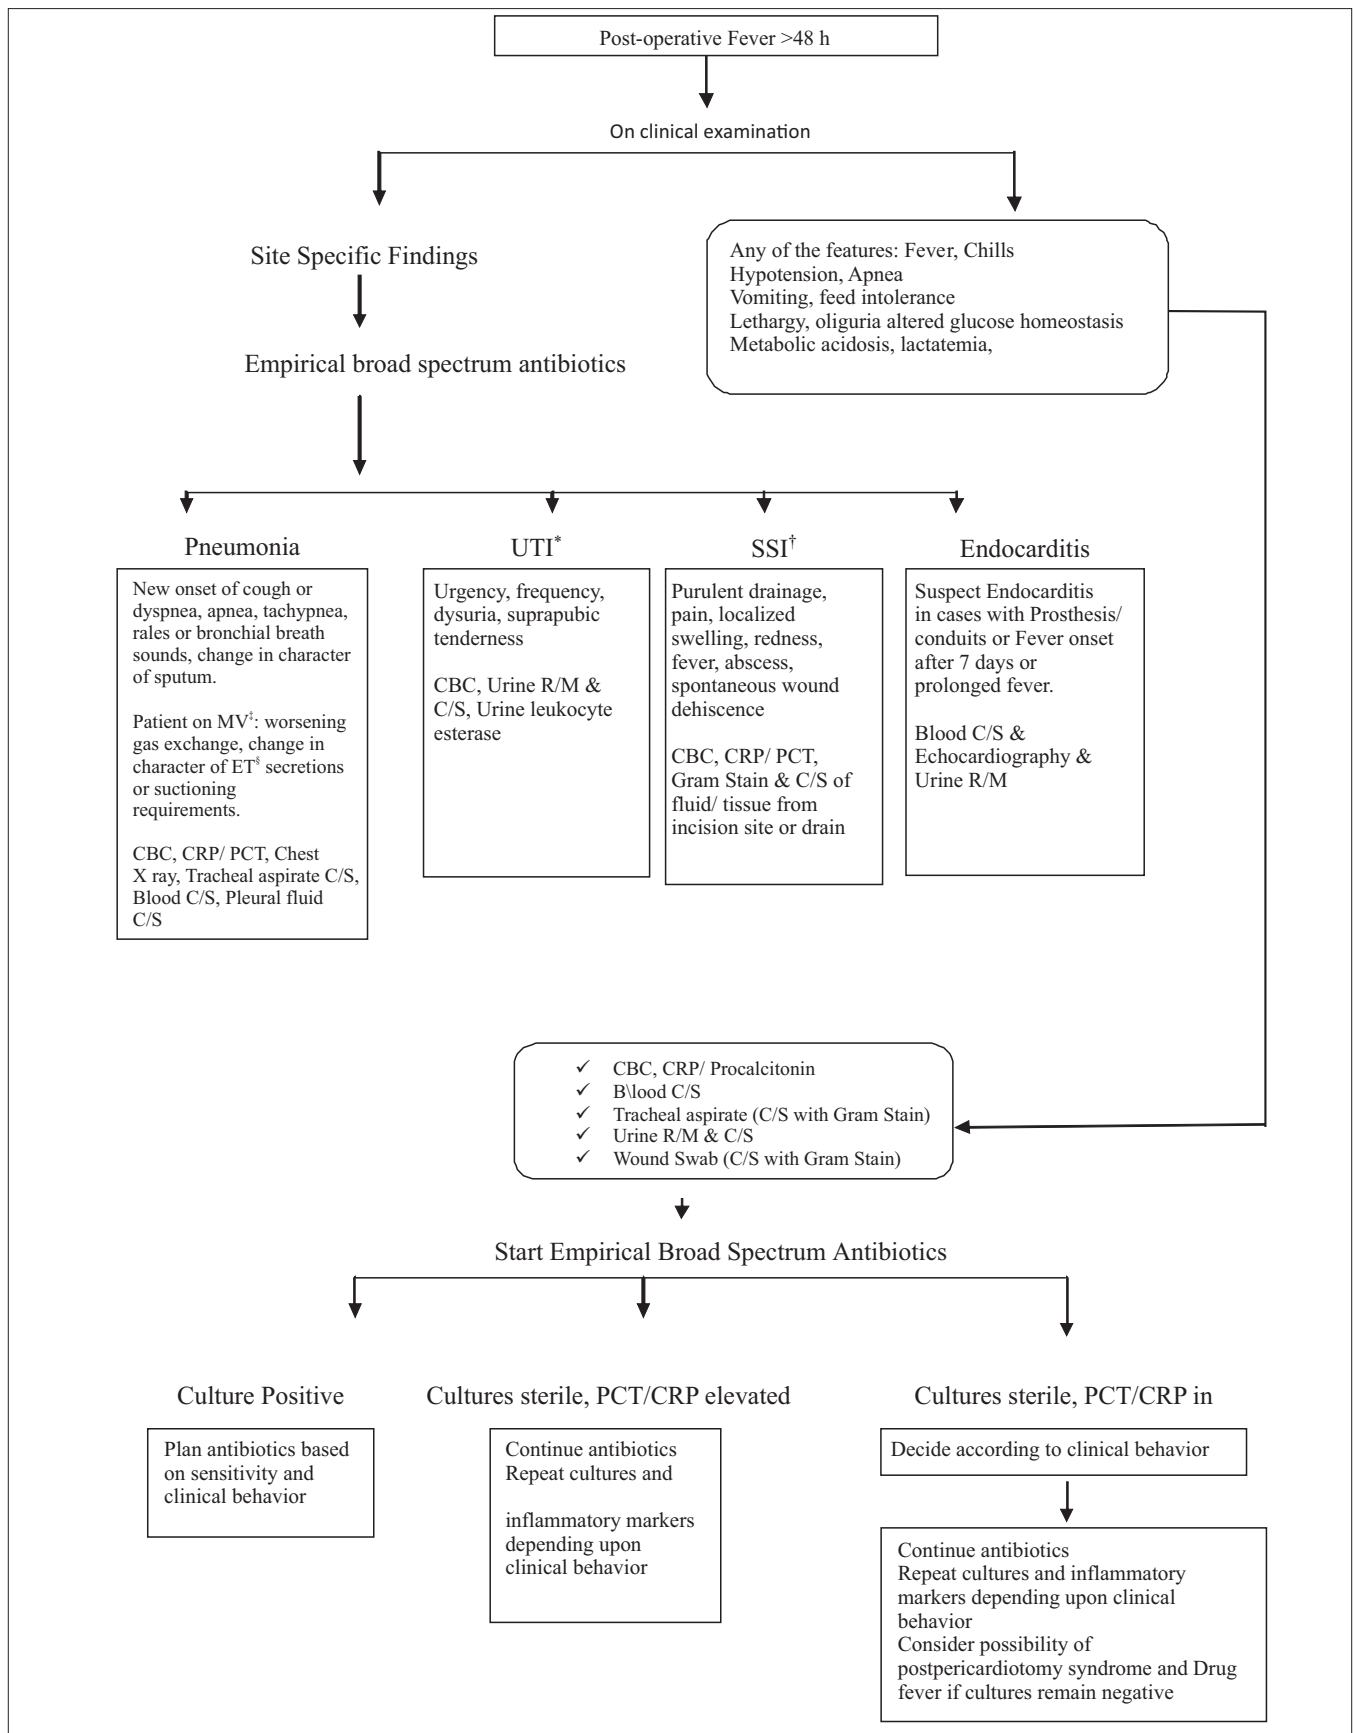 Post-operative Fever >48 h
On clinical examination
Site Specific Findings
Any of the features: Fever, Chills
Hypotension, Apnea
Vomiting, feed intolerance
Lethargy, oliguria altered glucose homeostasis
Metabolic acidosis, lactatemia,
Empirical broad spectrum antibiotics
Pneumonia
New onset of cough or
dyspnea, apnea, tachypnea,
rales or bronchial breath
sounds, change in character
of sputum.
Patient on MV‡: worsening
gas exchange, change in
character of ET§ secretions
or suctioning
requirements.
CBC, CRP/ PCT, Chest
X ray, Tracheal aspirate C/S,
Blood C/S, Pleural fluid
C/S
UTI*
Urgency, frequency,
dysuria, suprapubic
tenderness
CBC, Urine R/M &
C/S, Urine leukocyte
esterase
SSI†
Purulent drainage,
pain, localized
swelling, redness,
fever, abscess,
spontaneous wound
dehiscence
CBC, CRP/ PCT,
Gram Stain & C/S of
fluid/ tissue from
incision site or drain
Endocarditis
Suspect Endocarditis
in cases with Prosthesis/
conduits or Fever onset
after 7 days or
prolonged fever.
Blood C/S &
Echocardiography &
Urine R/M
✓ CBC, CRP/ Procalcitonin
✓ B\lood C/S
✓ Tracheal aspirate (C/S with Gram Stain)
✓ Urine R/M & C/S
✓ Wound Swab (C/S with Gram Stain)
Start Empirical Broad Spectrum Antibiotics
Culture Positive
Plan antibiotics based
on sensitivity and
clinical behavior
Cultures sterile, PCT/CRP elevated
Continue antibiotics
Repeat cultures and
inflammatory markers
depending upon
clinical behavior
Cultures sterile, PCT/CRP in
Decide according to clinical behavior
Continue antibiotics
Repeat cultures and inflammatory
markers depending upon clinical
behavior
Consider possibility of
postpericardiotomy syndrome and Drug
fever if cultures remain negative